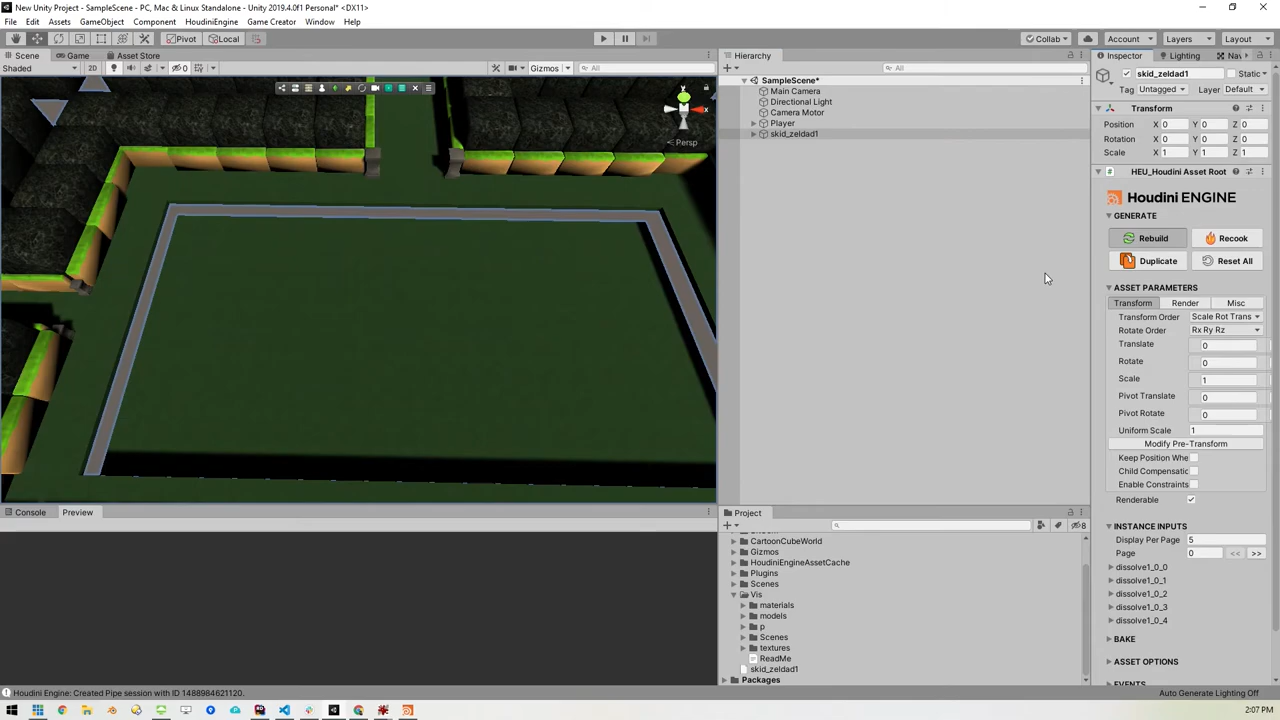 New Unity Project - SampleScene - PC, Mac & Linux Standalone - Unity 2019.4.0f1 Personal* <DX11>
File Edit Assets GameObject Component HoudiniEngine Game Creator Window Help
Pivot Local Collab Account Layers Layout
Scene Game Asset Store
Shaded 2D 0 Gizmos All
y x
Persp
Hierarchy
All
SampleScene*
Main Camera
Directional Light
Camera Motor
Player
skid_zeldad1
Console Preview
Project
8
CartoonCubeWorld
Gizmos
HoudiniEngineAssetCache
Plugins
Scenes
Vis
materials
models
p
Scenes
textures
ReadMe
skid_zeldad1
Packages
Inspector Lighting Nav
skid_zeldad1 Static
Tag Untagged Layer Default
Transform
Position X 0 Y 0 Z 0
Rotation X 0 Y 0 Z 0
Scale X 1 Y 1 Z 1
HEU_Houdini Asset Root
Houdini ENGINE
GENERATE
Rebuild Recook
Duplicate Reset All
ASSET PARAMETERS
Transform Render Misc
Transform Order Scale Rot Trans
Rotate Order Rx Ry Rz
Translate 0
Rotate 0
Scale 1
Pivot Translate 0
Pivot Rotate 0
Uniform Scale 1
Modify Pre-Transform
Keep Position Whe
Child Compensatic
Enable Constraints
Renderable
INSTANCE INPUTS
Display Per Page 5
Page 0 << >>
dissolve1_0_0
dissolve1_0_1
dissolve1_0_2
dissolve1_0_3
dissolve1_0_4
BAKE
ASSET OPTIONS
EVENTS
Houdini Engine: Created Pipe session with ID 1488984621120.
Auto Generate Lighting Off
2:07 PM